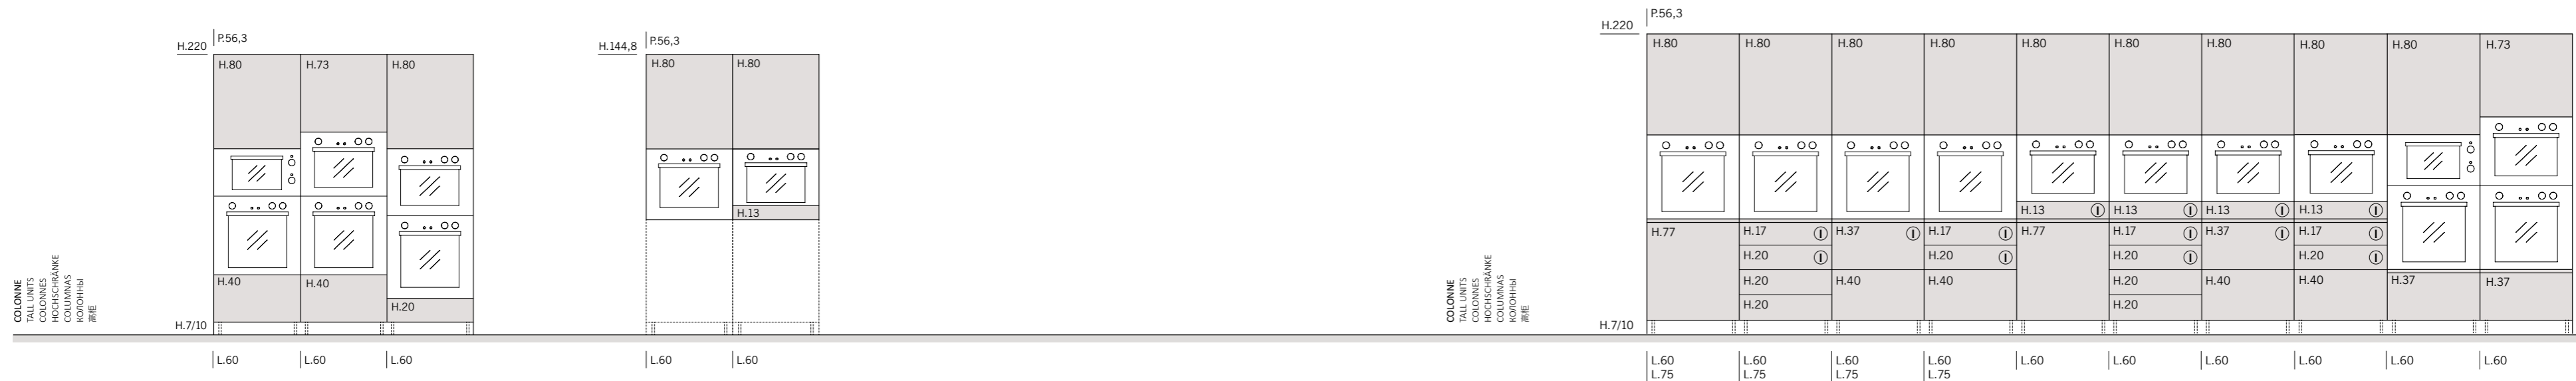 P.56,3
H.220
H.80
H.73
H.80
H.40
H.40
H.20
H.7/10
L.60
L.60
L.60
COLONNE
TALL UNITS
COLONNES
HOCHSCHRÄNKE
COLUMNAS
КОЛОННЫ
高柜
P.56,3
H.144,8
H.80
H.80
H.13
L.60
L.60
COLONNE
TALL UNITS
COLONNES
HOCHSCHRÄNKE
COLUMNAS
КОЛОННЫ
高柜
P.56,3
H.220
H.80
H.80
H.80
H.80
H.80
H.80
H.80
H.80
H.80
H.73
H.13
H.13
H.13
H.13
H.77
H.17
H.37
H.17
H.77
H.17
H.37
H.17
H.20
H.20
H.20
H.20
H.20
H.40
H.40
H.20
H.40
H.40
H.37
H.37
H.20
H.20
H.7/10
L.60
L.60
L.60
L.60
L.60
L.60
L.60
L.60
L.60
L.60
L.75
L.75
L.75
L.75